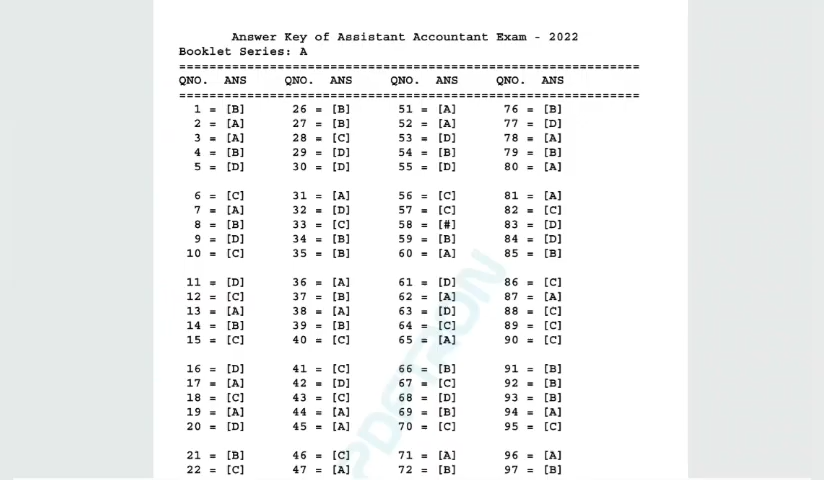 Answer Key of Assistant Accountant Exam - 2022
Booklet Series: A
=============================================================
QNO. ANS QNO. ANS QNO. ANS QNO. ANS
=============================================================
1 = [B] 26 = [B] 51 = [A] 76 = [B]
2 = [A] 27 = [B] 52 = [A] 77 = [D]
3 = [A] 28 = [C] 53 = [D] 78 = [A]
4 = [B] 29 = [D] 54 = [B] 79 = [B]
5 = [D] 30 = [D] 55 = [D] 80 = [A]
6 = [C] 31 = [A] 56 = [C] 81 = [A]
7 = [A] 32 = [D] 57 = [C] 82 = [C]
8 = [B] 33 = [C] 58 = [#] 83 = [D]
9 = [D] 34 = [B] 59 = [B] 84 = [D]
10 = [C] 35 = [B] 60 = [A] 85 = [B]
11 = [D] 36 = [A] 61 = [D] 86 = [C]
12 = [C] 37 = [B] 62 = [A] 87 = [A]
13 = [A] 38 = [A] 63 = [D] 88 = [C]
14 = [B] 39 = [B] 64 = [C] 89 = [C]
15 = [C] 40 = [C] 65 = [A] 90 = [C]
16 = [D] 41 = [C] 66 = [B] 91 = [B]
17 = [A] 42 = [D] 67 = [C] 92 = [B]
18 = [C] 43 = [C] 68 = [D] 93 = [B]
19 = [A] 44 = [A] 69 = [B] 94 = [A]
20 = [D] 45 = [A] 70 = [C] 95 = [C]
21 = [B] 46 = [C] 71 = [A] 96 = [A]
22 = [C] 47 = [A] 72 = [B] 97 = [B]